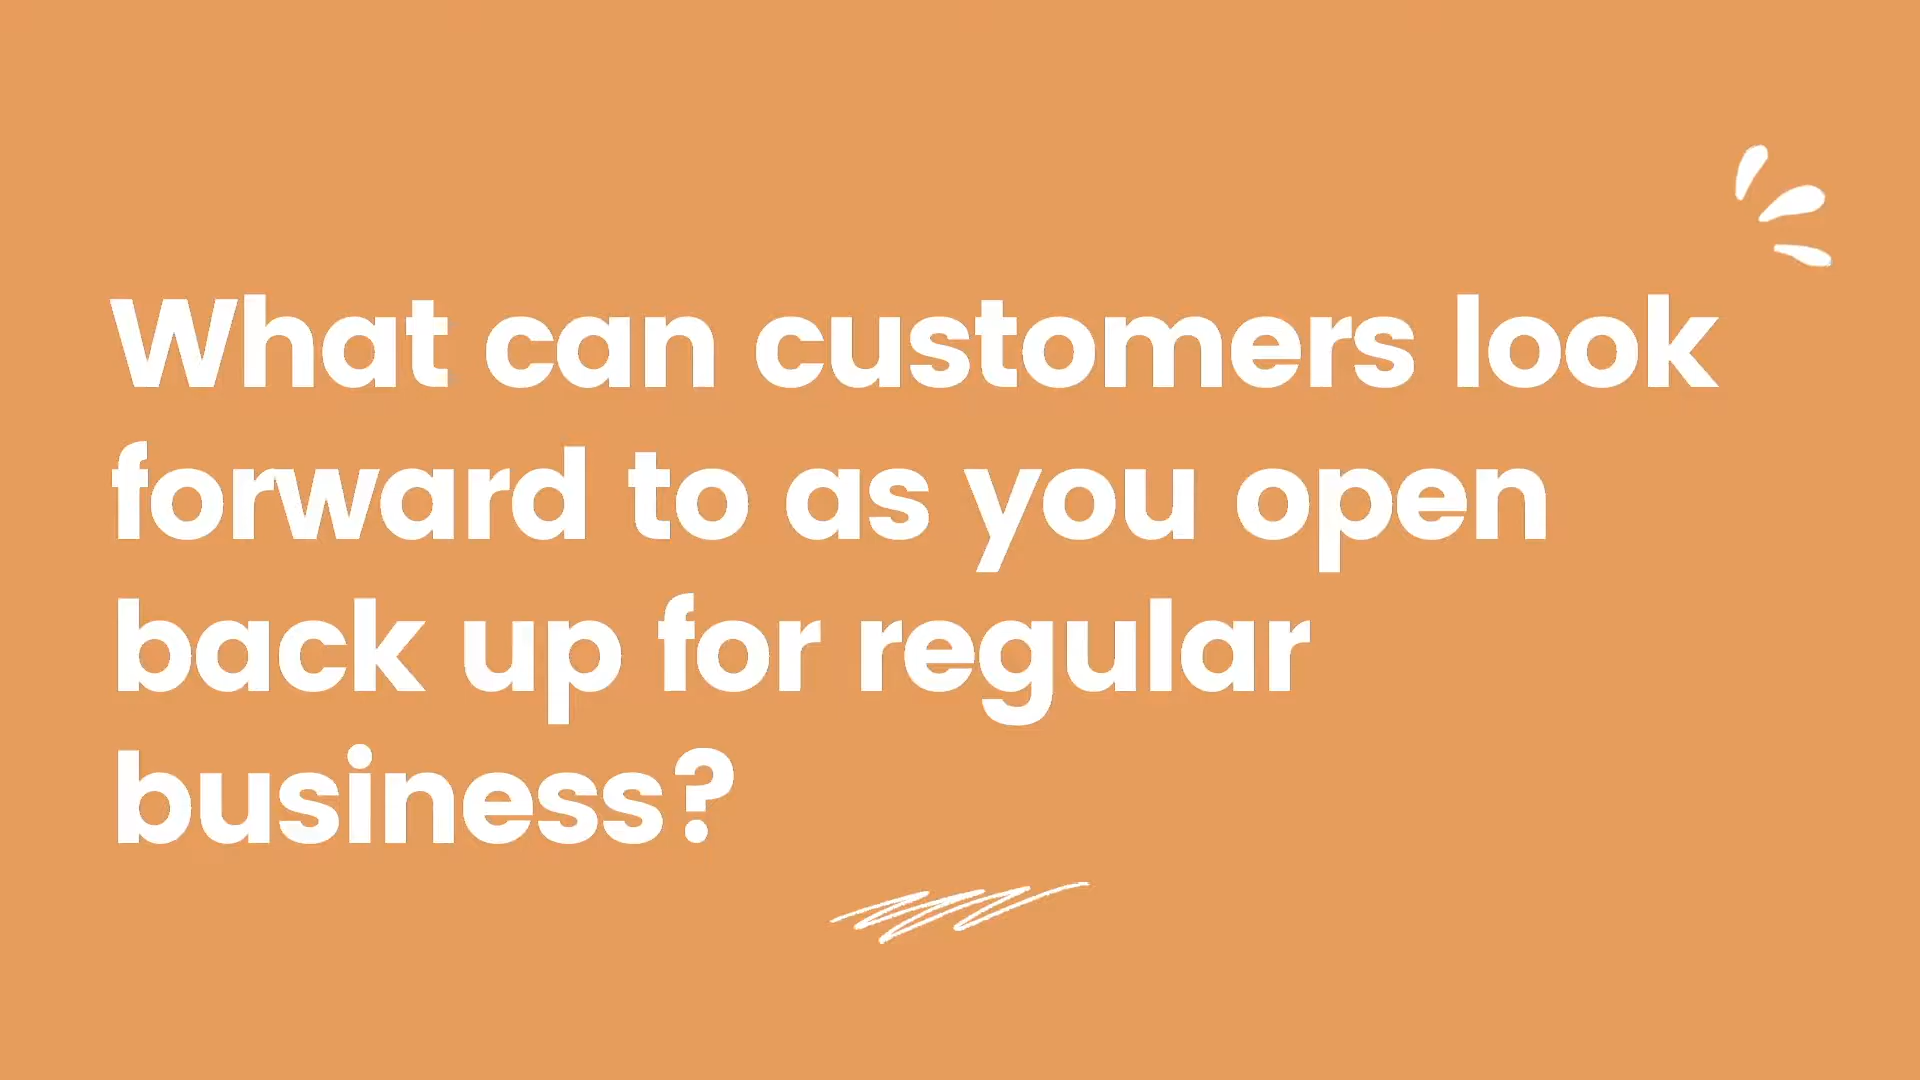 What can customers look
forward to as you open
back up for regular
business?